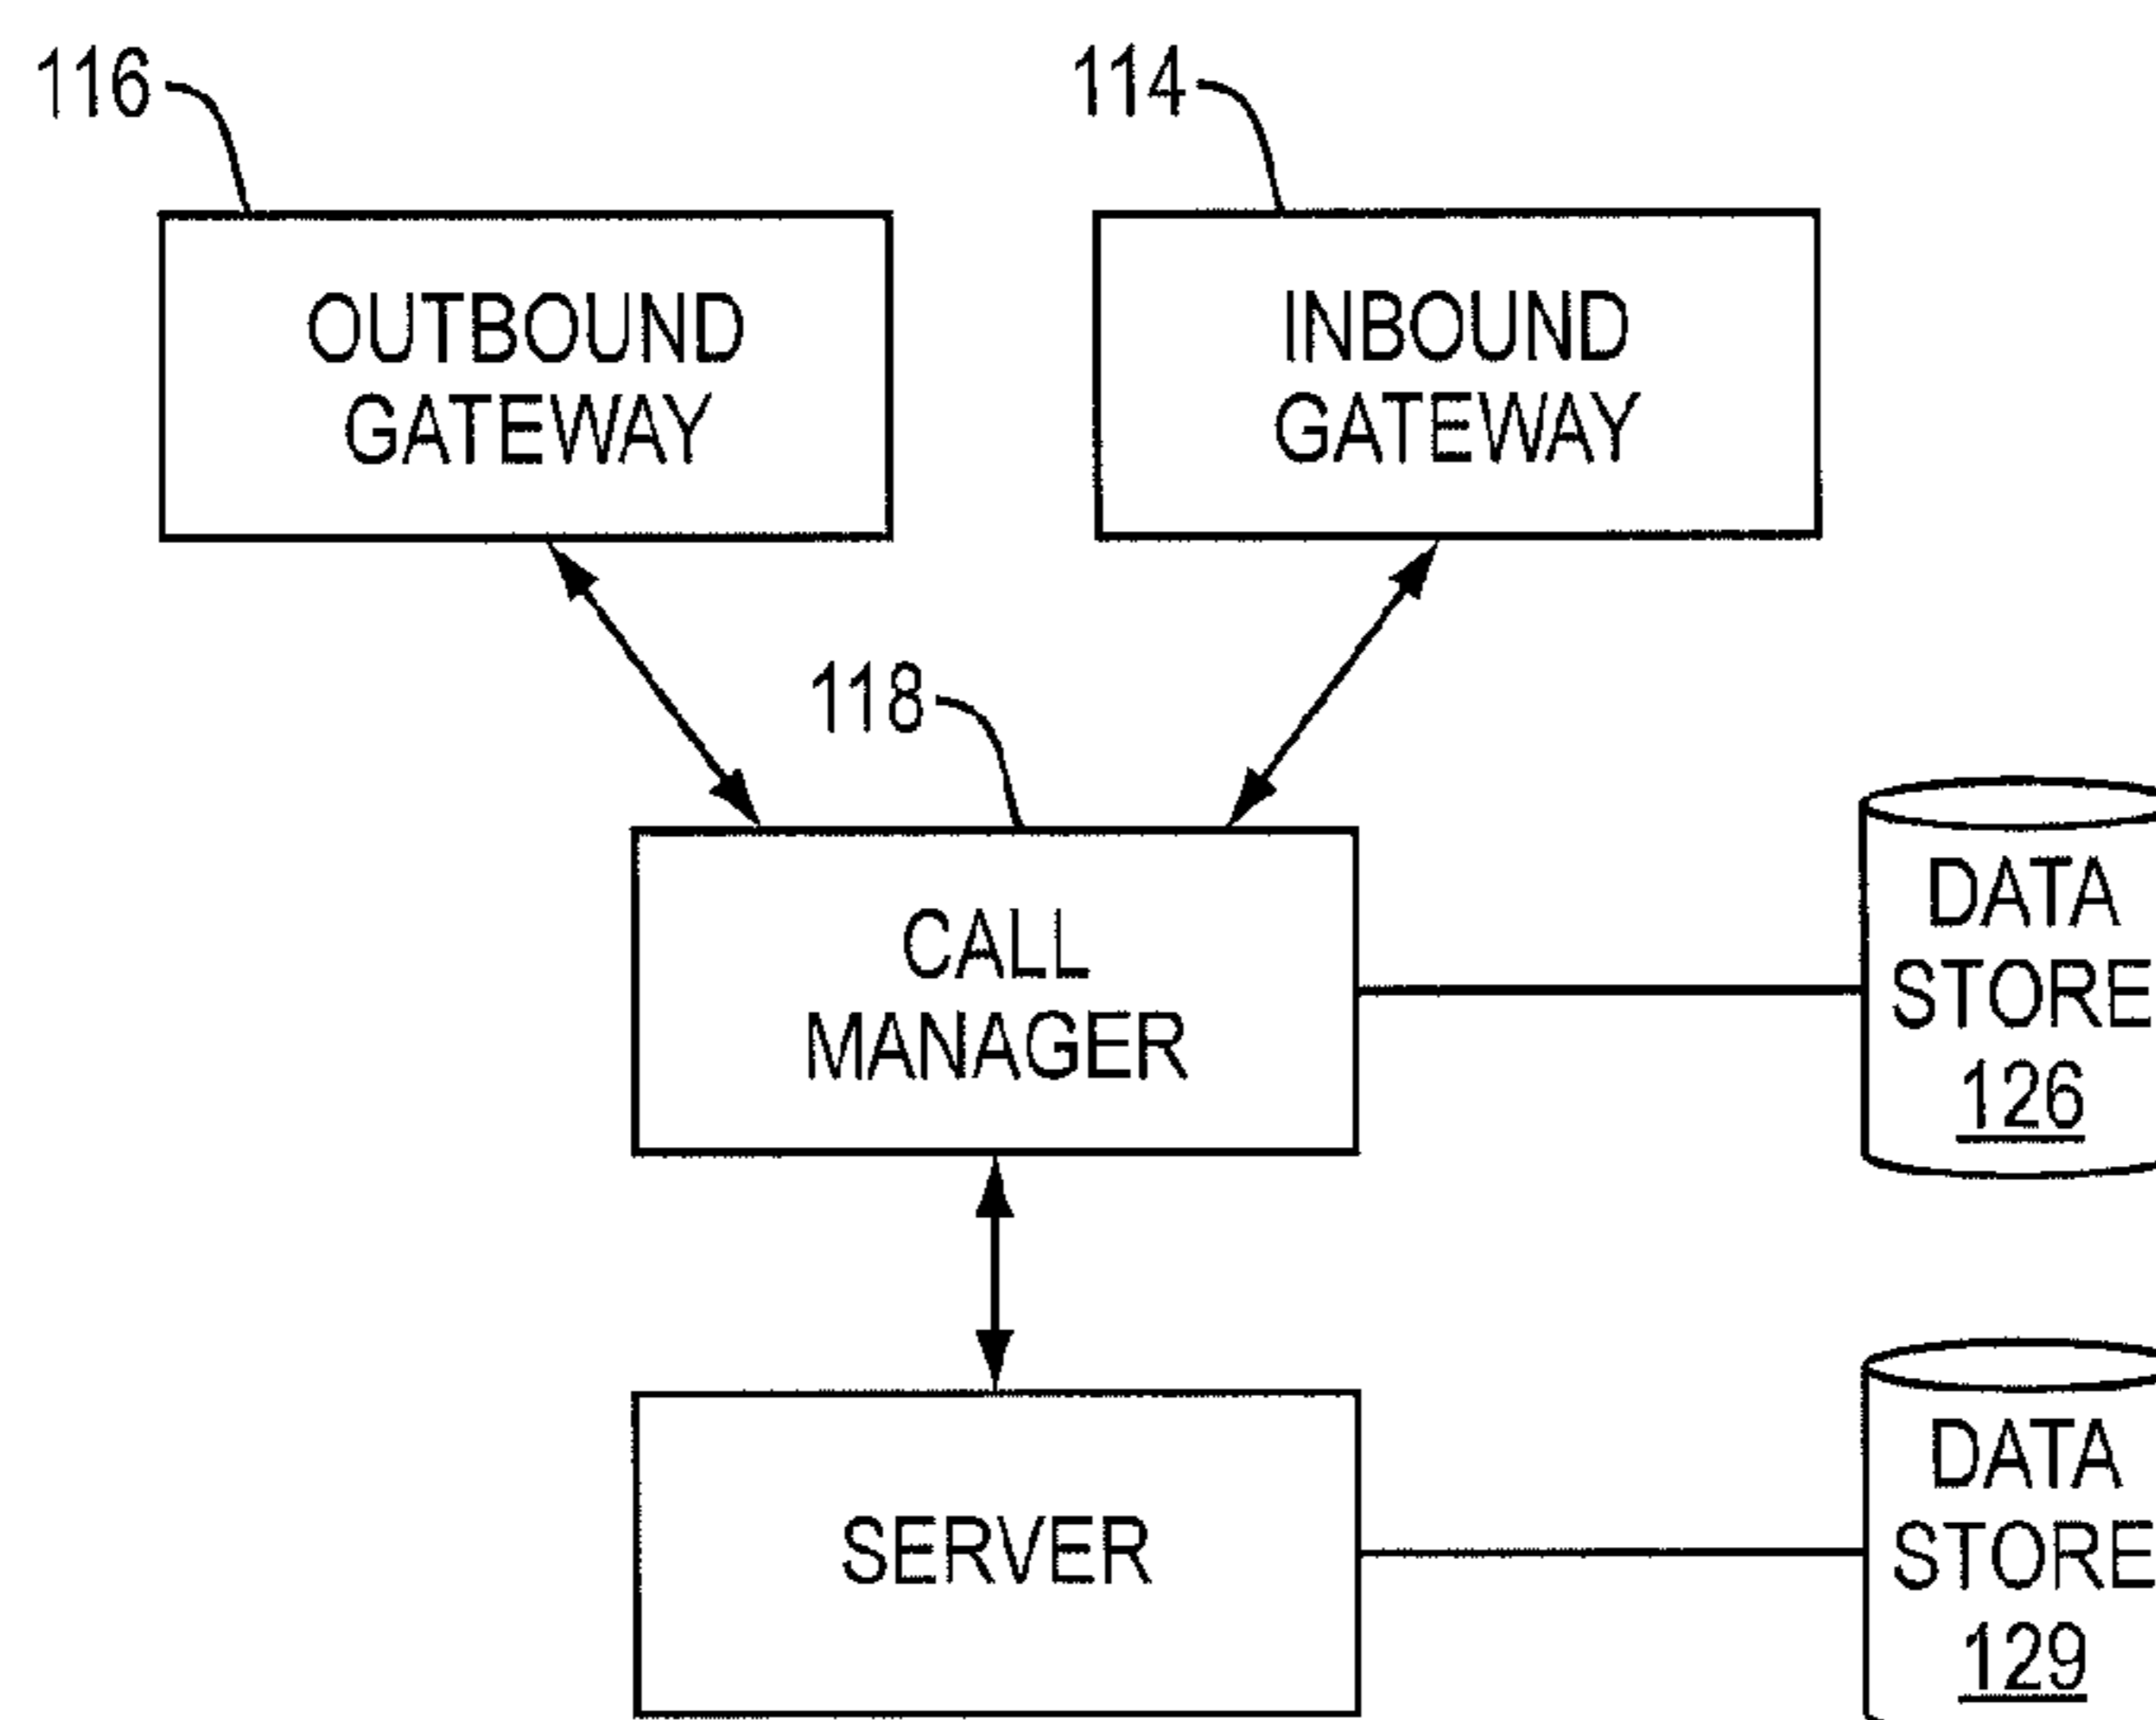 116
114
OUTBOUND
GATEWAY
INBOUND
GATEWAY
118
CALL
MANAGER
DATA
STORE
126
SERVER
DATA
STORE
129